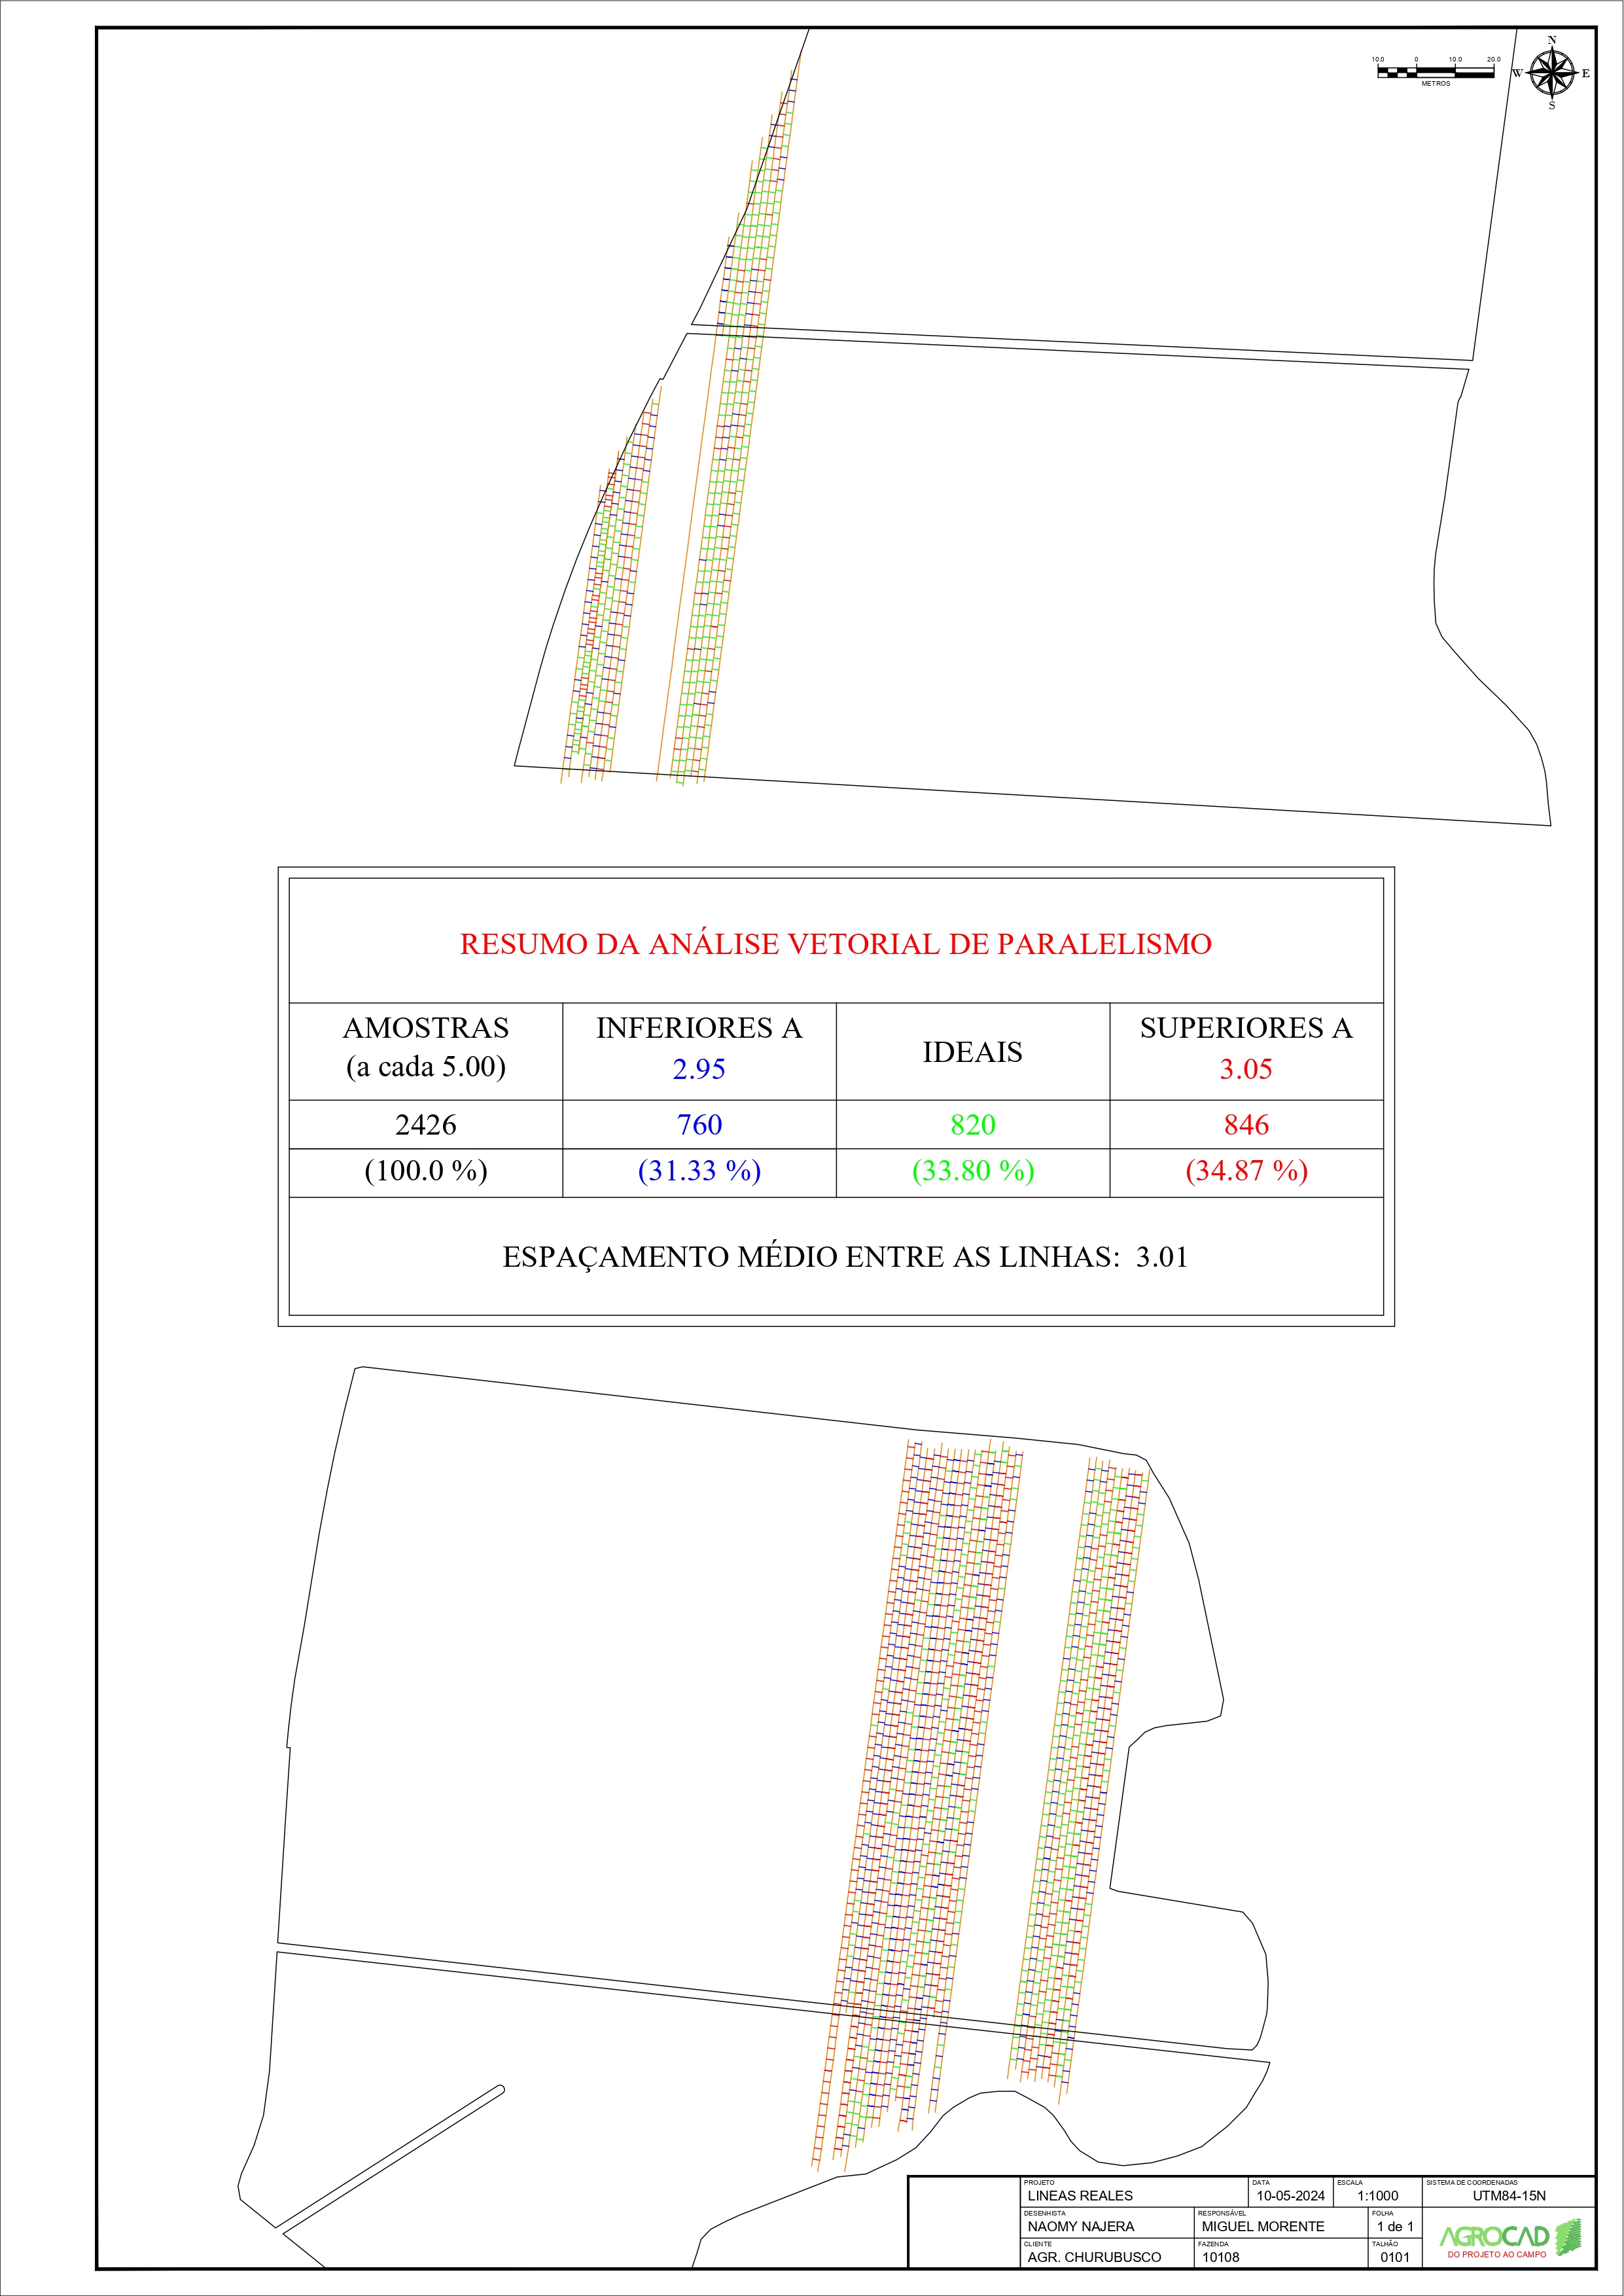 N
10.0 0 10.0 20.0
W E
METROS
S
RESUMO DA ANÁLISE VETORIAL DE PARALELISMO
AMOSTRAS
(a cada 5.00)
INFERIORES A
2.95
IDEAIS
SUPERIORES A
3.05
2426 760 820 846
(100.0 %) (31.33 %) (33.80 %) (34.87 %)
ESPAÇAMENTO MÉDIO ENTRE AS LINHAS: 3.01
PROJETO DATA ESCALA SISTEMA DE COORDENADAS
LINEAS REALES 10-05-2024 1:1000 UTM84-15N
DESENHISTA RESPONSÁVEL FOLHA
NAOMY NAJERA MIGUEL MORENTE 1 de 1
CLIENTE FAZENDA TALHÃO
AGR. CHURUBUSCO 10108 0101
AGROCAD
DO PROJETO AO CAMPO